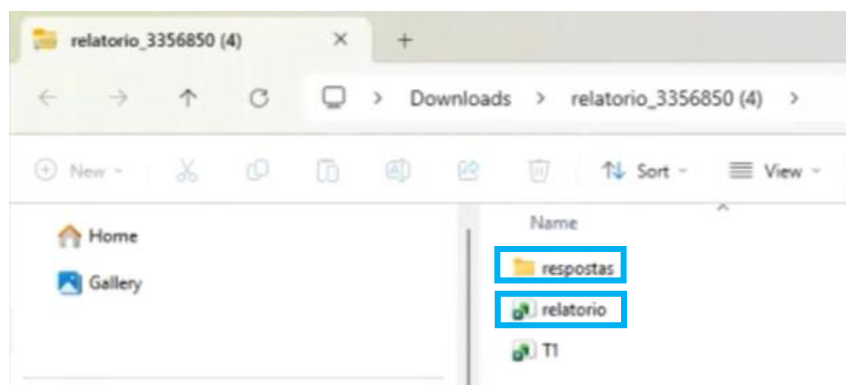 relatorio_3356850 (4)
Downloads > relatorio_3356850 (4) >
New Sort View
Home
Gallery
Name
respostas
relatorio
T1